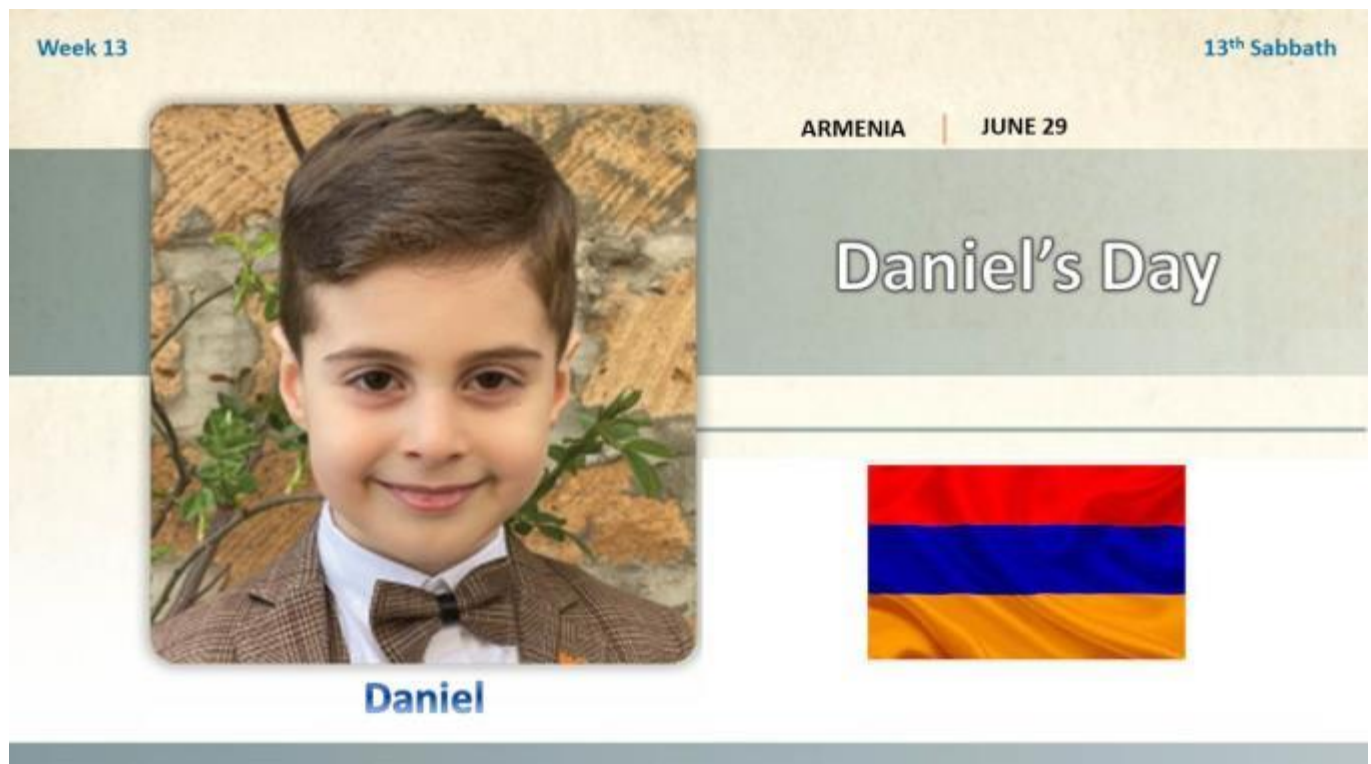 Week 13
13th Sabbath
ARMENIA | JUNE 29
Daniel's Day
Daniel